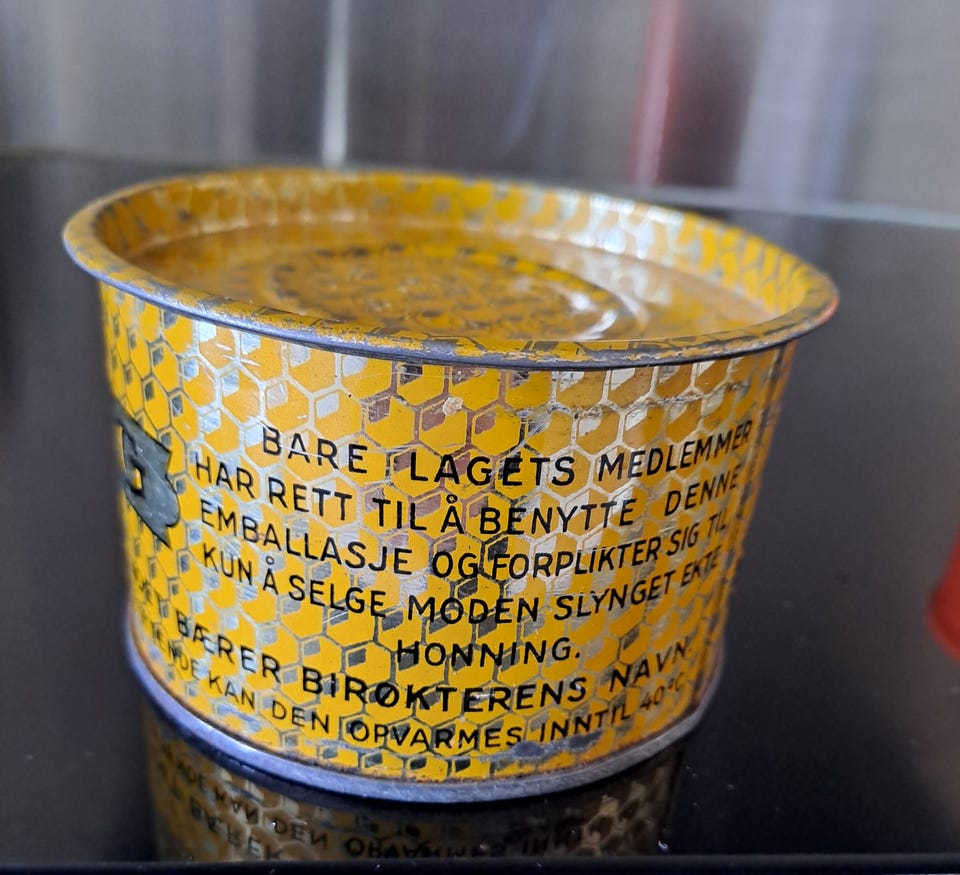 BARE LAGETS MEDLEMMER
HAR RETT TIL Å BENYTTE DENNE
EMBALLASJE OG FORPLIKTER SIG TIL
KUN Å SELGE MODEN SLYNGET EKTE
HONNING.
BÆRER BIRØKTERENS NAVN.
KAN DEN OPVARMES INNTIL 40°C